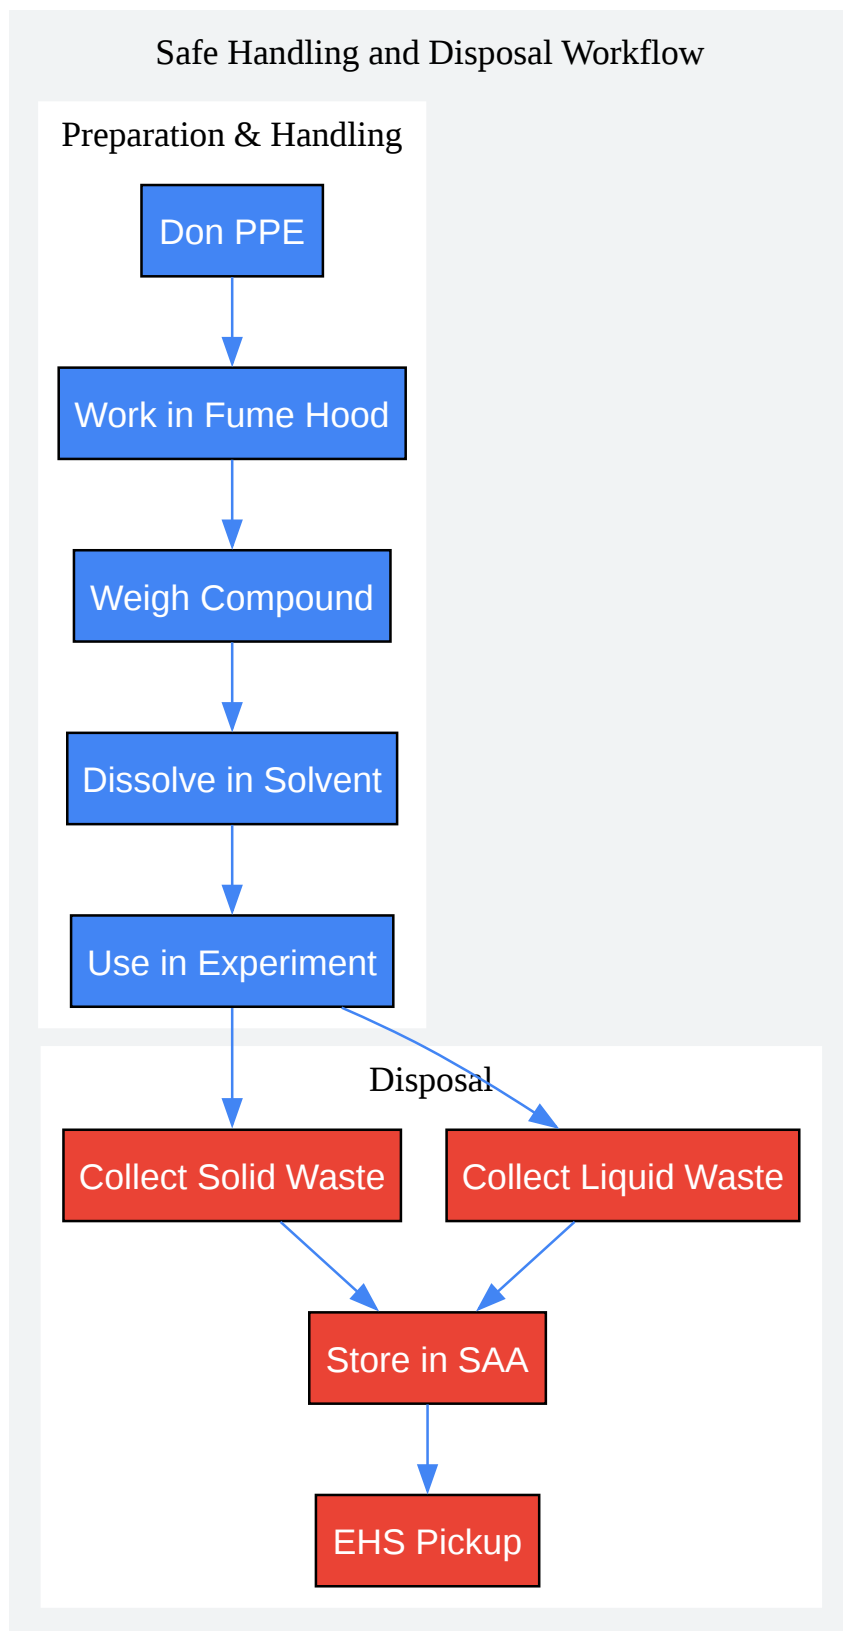 Safe Handling and Disposal Workflow
Preparation & Handling
Don PPE
Work in Fume Hood
Weigh Compound
Dissolve in Solvent
Use in Experiment
Disposal
Collect Solid Waste
Collect Liquid Waste
Store in SAA
EHS Pickup